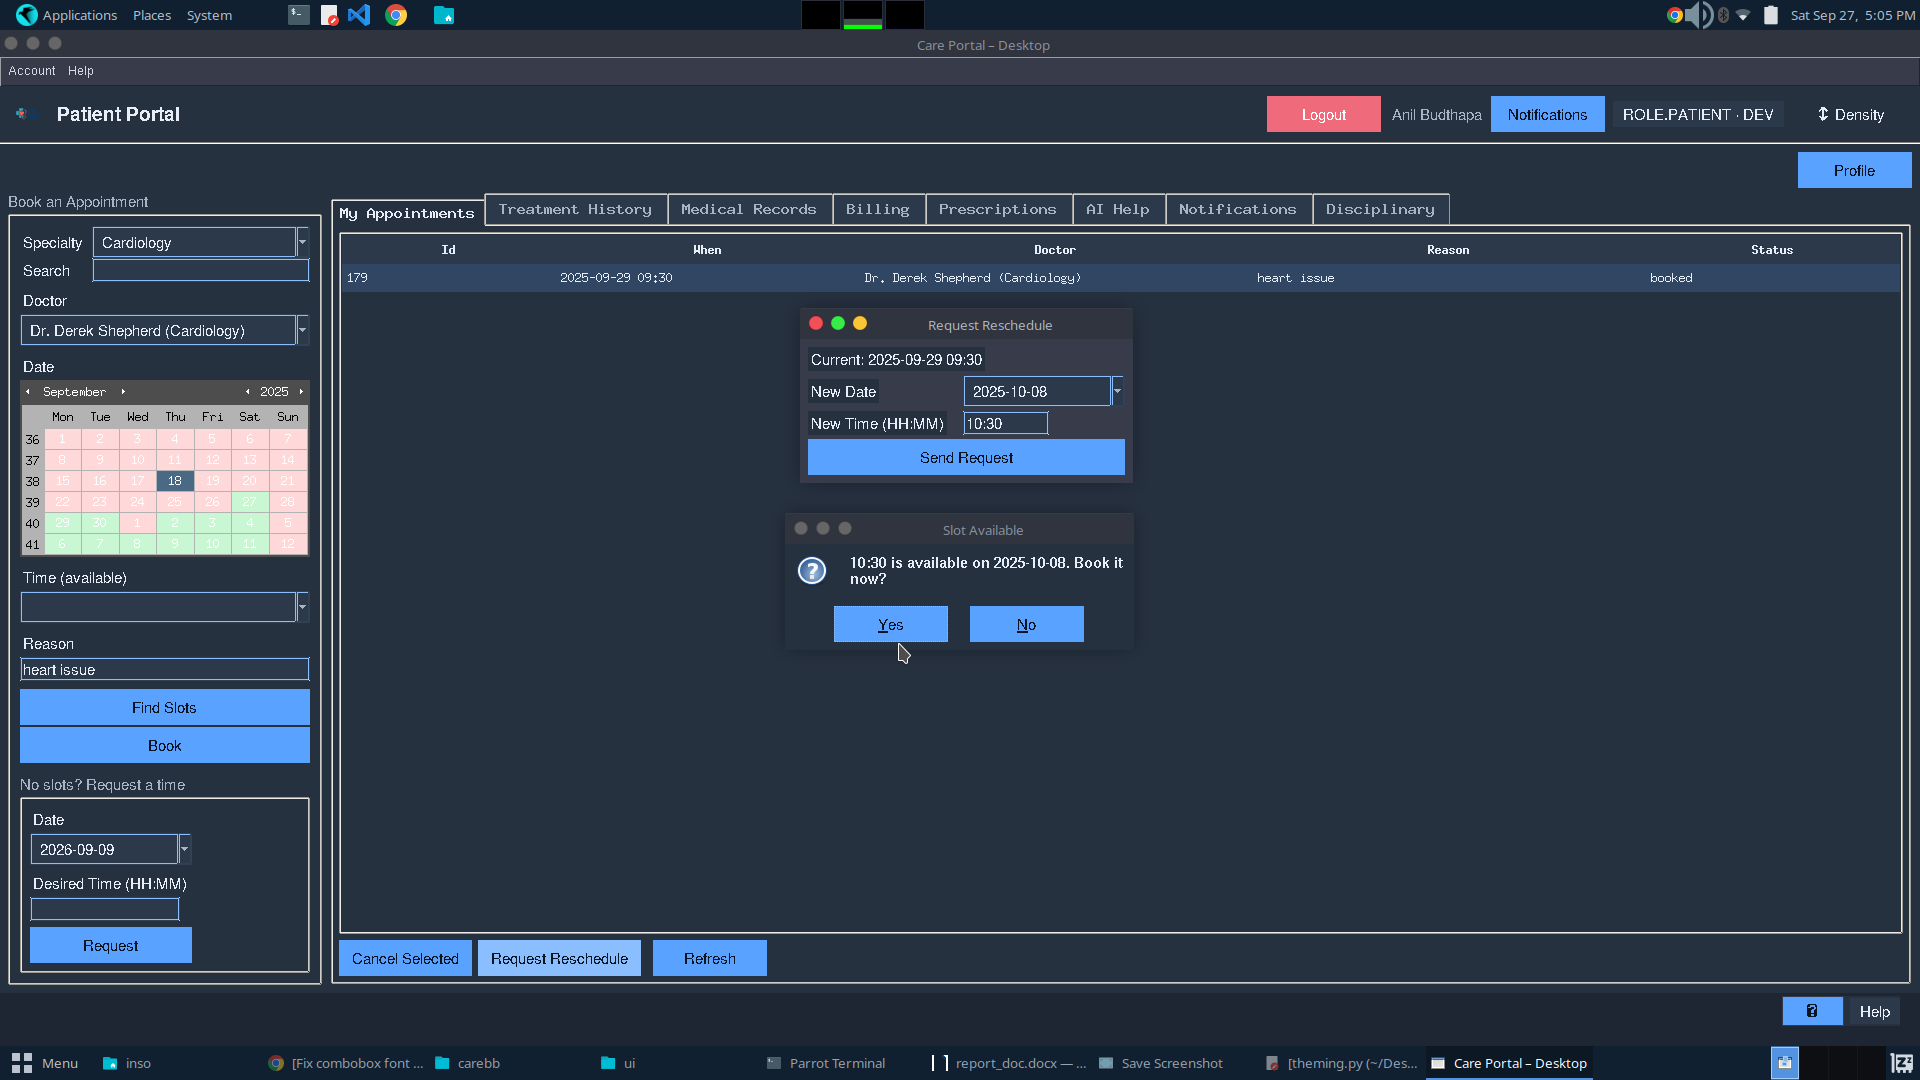 Applications Places System
Sat Sep 27, 5:05 PM
Care Portal – Desktop
Account Help
Patient Portal
Logout Anil Budthapa Notifications ROLE.PATIENT · DEV ⇕ Density
Profile
Book an Appointment
Specialty Cardiology
Search
Doctor
Dr. Derek Shepherd (Cardiology)
Date
September 2025
Mon Tue Wed Thu Fri Sat Sun
36 1 2 3 4 5 6 7
37 8 9 10 11 12 13 14
38 15 16 17 18 19 20 21
39 22 23 24 25 26 27 28
40 29 30 1 2 3 4 5
41 6 7 8 9 10 11 12
Time (available)
Reason
heart issue
Find Slots
Book
No slots? Request a time
Date
2026-09-09
Desired Time (HH:MM)
Request
My Appointments Treatment History Medical Records Billing Prescriptions AI Help Notifications Disciplinary
Id When Doctor Reason Status
179 2025-09-29 09:30 Dr. Derek Shepherd (Cardiology) heart issue booked
Request Reschedule
Current: 2025-09-29 09:30
New Date 2025-10-08
New Time (HH:MM) 10:30
Send Request
Slot Available
10:30 is available on 2025-10-08. Book it
now?
Yes No
Cancel Selected Request Reschedule Refresh
? Help
Menu inso [Fix combobox font ... carebb ui Parrot Terminal report_doc.docx — ... Save Screenshot [theming.py (~/Des... Care Portal – Desktop